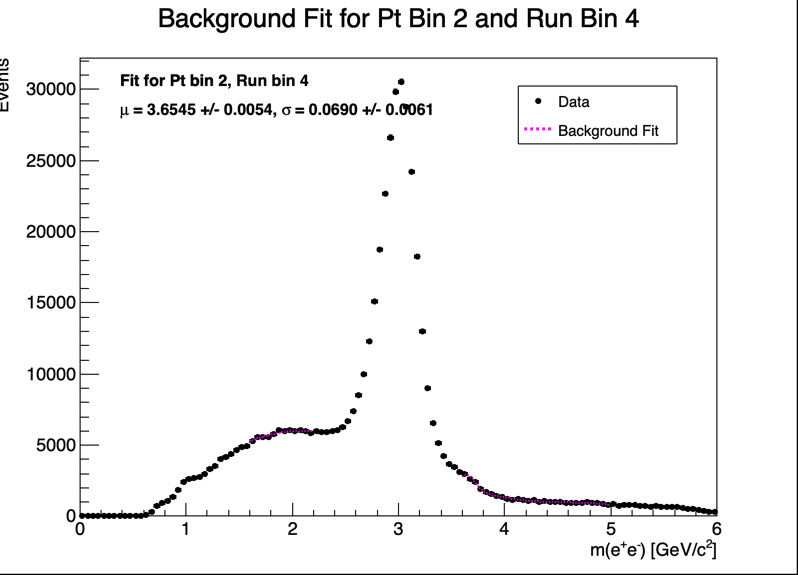 Background Fit for Pt Bin 2 and Run Bin 4
Events
Fit for Pt bin 2, Run bin 4
μ = 3.6545 +/- 0.0054, σ = 0.0690 +/- 0.0061
Data
Background Fit
30000
25000
20000
15000
10000
5000
0
0 1 2 3 4 5 6
m(e⁺e⁻) [GeV/c²]